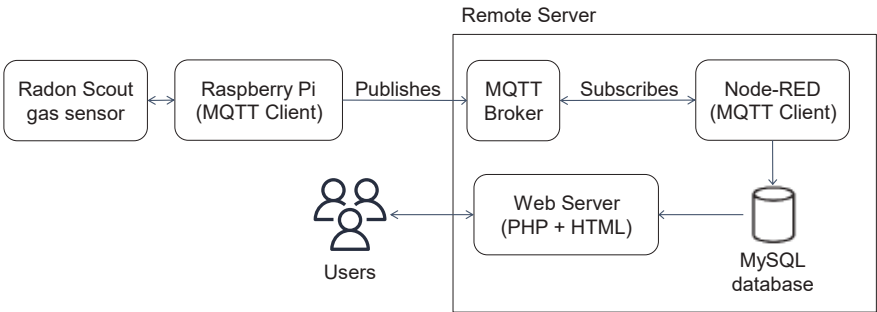 Remote Server
Radon Scout
gas sensor
Raspberry Pi
(MQTT Client)
Publishes
MQTT
Broker
Subscribes
Node-RED
(MQTT Client)
Users
Web Server
(PHP + HTML)
MySQL
database